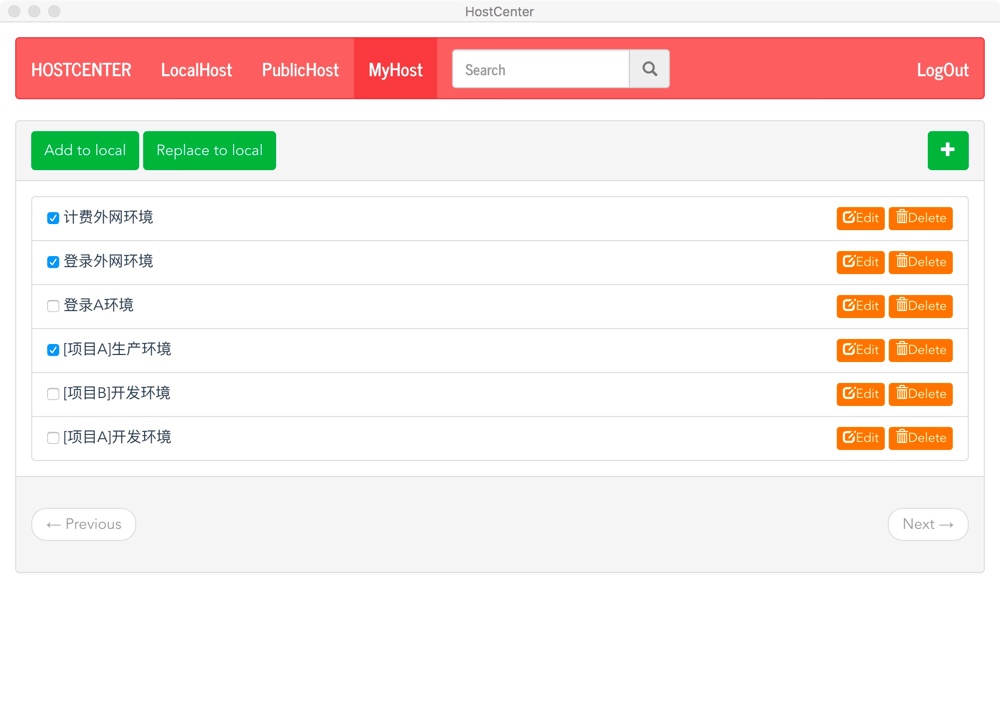 HostCenter
HOSTCENTER LocalHost PublicHost MyHost Search LogOut
Add to local Replace to local
计费外网环境 Edit Delete
登录外网环境 Edit Delete
登录A环境 Edit Delete
[项目A]生产环境 Edit Delete
[项目B]开发环境 Edit Delete
[项目A]开发环境 Edit Delete
← Previous Next →